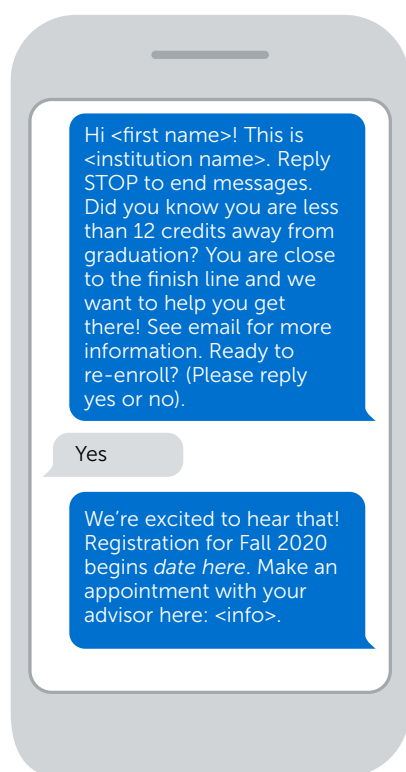 Hi <first name>! This is
<institution name>. Reply
STOP to end messages.
Did you know you are less
than 12 credits away from
graduation? You are close
to the finish line and we
want to help you get
there! See email for more
information. Ready to
re-enroll? (Please reply
yes or no).
Yes
We’re excited to hear that!
Registration for Fall 2020
begins date here. Make an
appointment with your
advisor here: <info>.